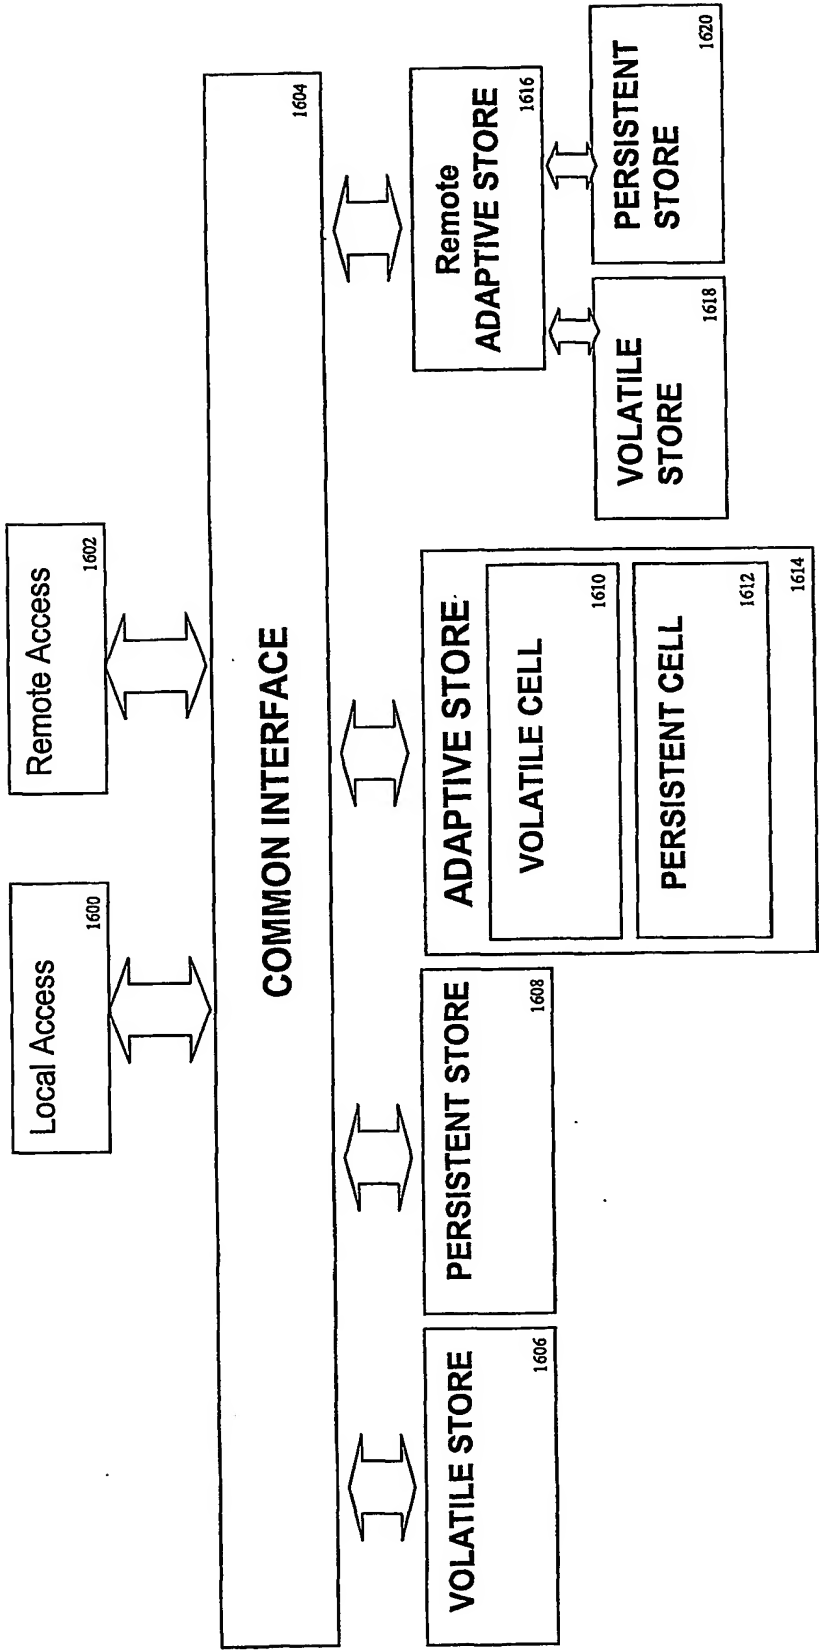 Local Access
1600
Remote Access
1602
COMMON INTERFACE
1604
VOLATILE STORE
1606
PERSISTENT STORE
1608
ADAPTIVE STORE
VOLATILE CELL
1610
PERSISTENT CELL
1612
1614
Remote
ADAPTIVE STORE
1616
VOLATILE
STORE
1618
PERSISTENT
STORE
1620